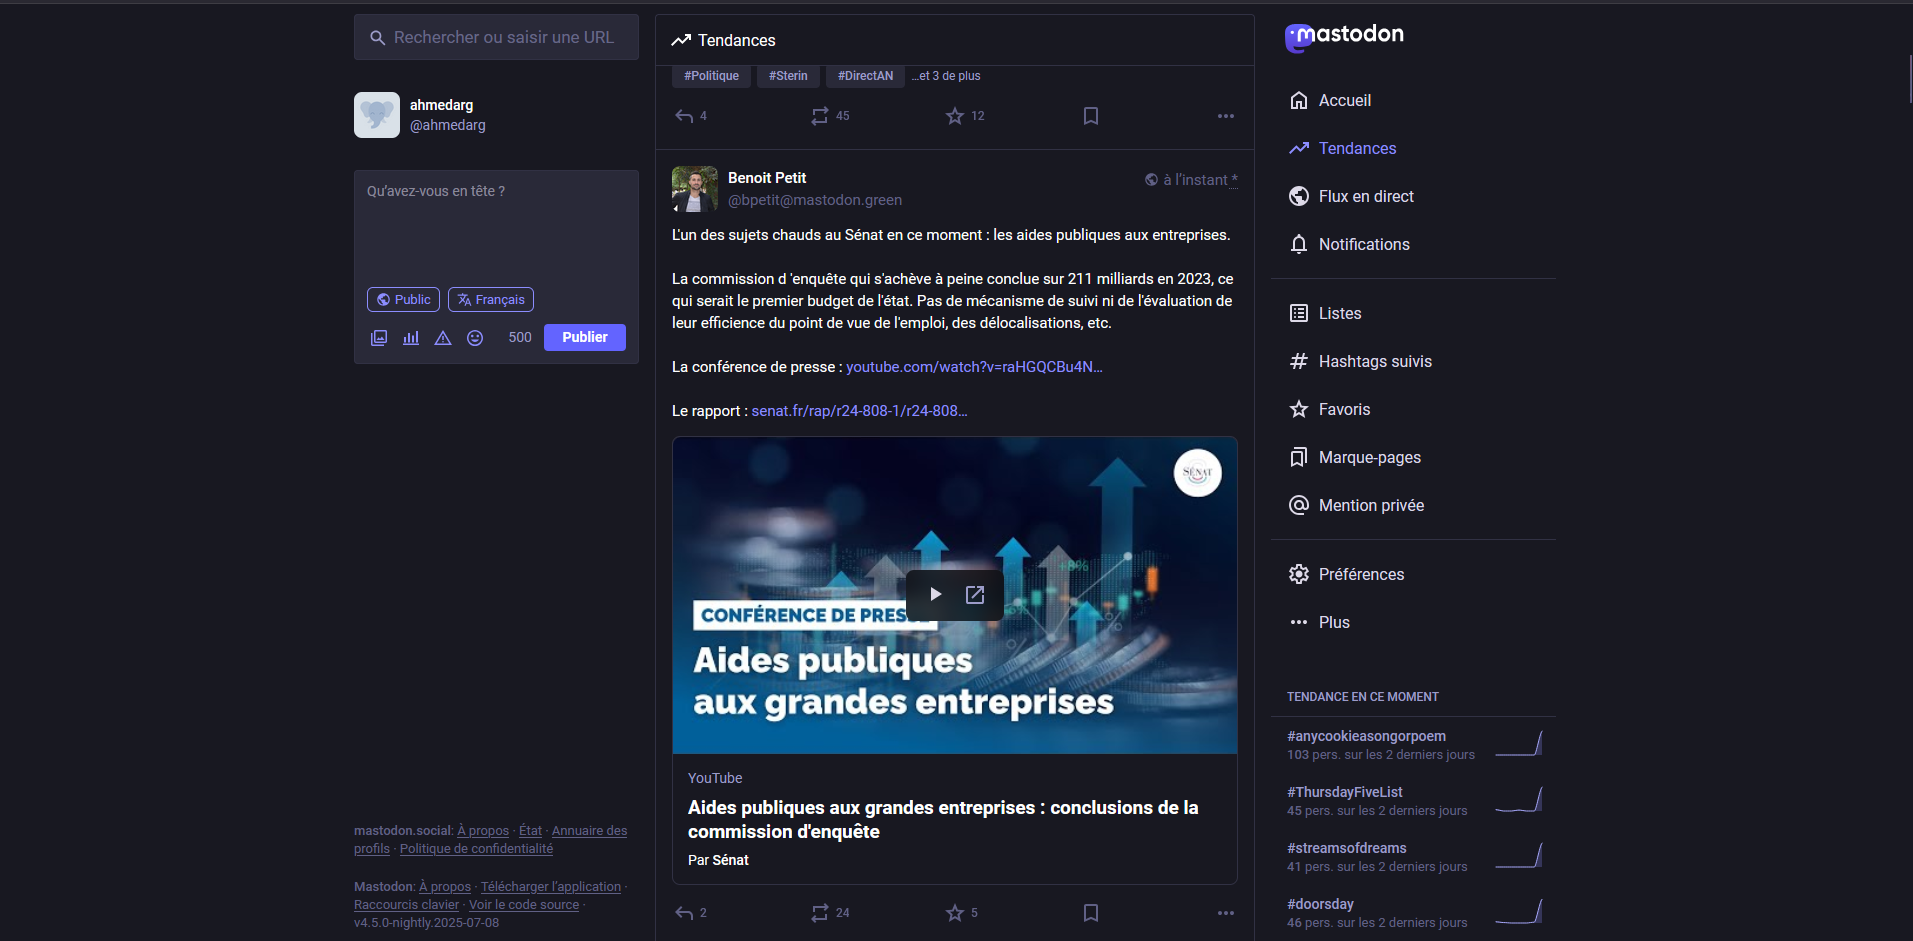 Rechercher ou saisir une URL
ahmedarg
@ahmedarg
Qu'avez-vous en tête ?
Public
Français
500
Publier
mastodon.social: À propos · État · Annuaire des
profils · Politique de confidentialité
Mastodon: À propos · Télécharger l'application ·
Raccourcis clavier · Voir le code source ·
v4.5.0-nightly.2025-07-08
Tendances
#Politique
#Sterin
#DirectAN
…et 3 de plus
4
45
12
Benoit Petit
à l'instant *
@bpetit@mastodon.green
L'un des sujets chauds au Sénat en ce moment : les aides publiques aux entreprises.
La commission d 'enquête qui s'achève à peine conclue sur 211 milliards en 2023, ce
qui serait le premier budget de l'état. Pas de mécanisme de suivi ni de l'évaluation de
leur efficience du point de vue de l'emploi, des délocalisations, etc.
La conférence de presse : youtube.com/watch?v=raHGQCBu4N…
Le rapport : senat.fr/rap/r24-808-1/r24-808…
SÉNAT
+8%
CONFÉRENCE DE PRESSE
Aides publiques
aux grandes entreprises
YouTube
Aides publiques aux grandes entreprises : conclusions de la
commission d'enquête
Par Sénat
2
24
5
mastodon
Accueil
Tendances
Flux en direct
Notifications
Listes
Hashtags suivis
Favoris
Marque-pages
Mention privée
Préférences
Plus
TENDANCE EN CE MOMENT
#anycookieasongorpoem
103 pers. sur les 2 derniers jours
#ThursdayFiveList
45 pers. sur les 2 derniers jours
#streamsofdreams
41 pers. sur les 2 derniers jours
#doorsday
46 pers. sur les 2 derniers jours